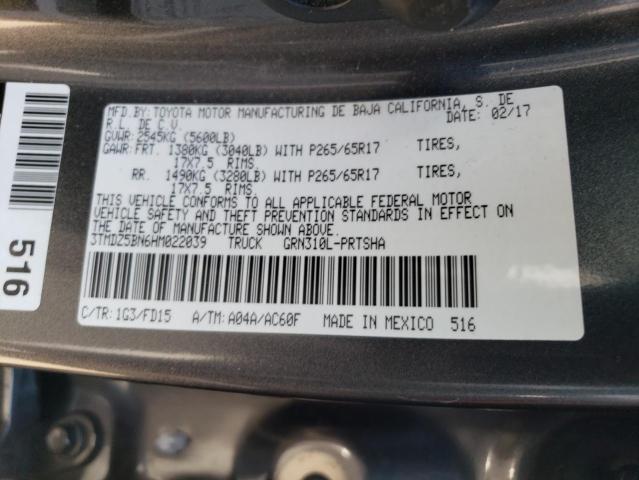 MFD.BY:TOYOTA MOTOR MANUFACTURING DE BAJA CALIFORNIA, S. DE
R.L. DE C.V. DATE: 02/17
GVWR:2545KG (5600LB)
GAWR:FRT. 1380KG (3040LB) WITH P265/65R17 TIRES,
17X7.5 RIMS.
RR. 1490KG (3280LB) WITH P265/65R17 TIRES,
17X7.5 RIMS.
THIS VEHICLE CONFORMS TO ALL APPLICABLE FEDERAL MOTOR
VEHICLE SAFETY AND THEFT PREVENTION STANDARDS IN EFFECT ON
THE DATE OF MANUFACTURE SHOWN ABOVE.
3TMDZ5BN6HM022039 TRUCK GRN310L-PRTSHA
C/TR:1G3/FD15 A/TM:A04A/AC60F MADE IN MEXICO 516
516